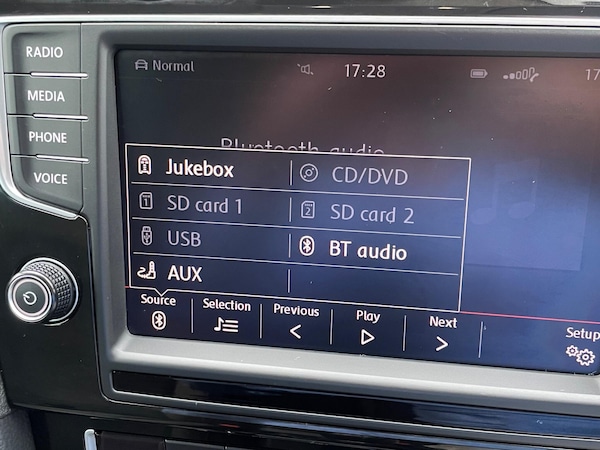 RADIO
MEDIA
PHONE
VOICE
Normal
17:28
17
Bluetooth audio
Jukebox
CD/DVD
SD card 1
SD card 2
USB
BT audio
AUX
Source
Selection
Previous
Play
Next
Setup